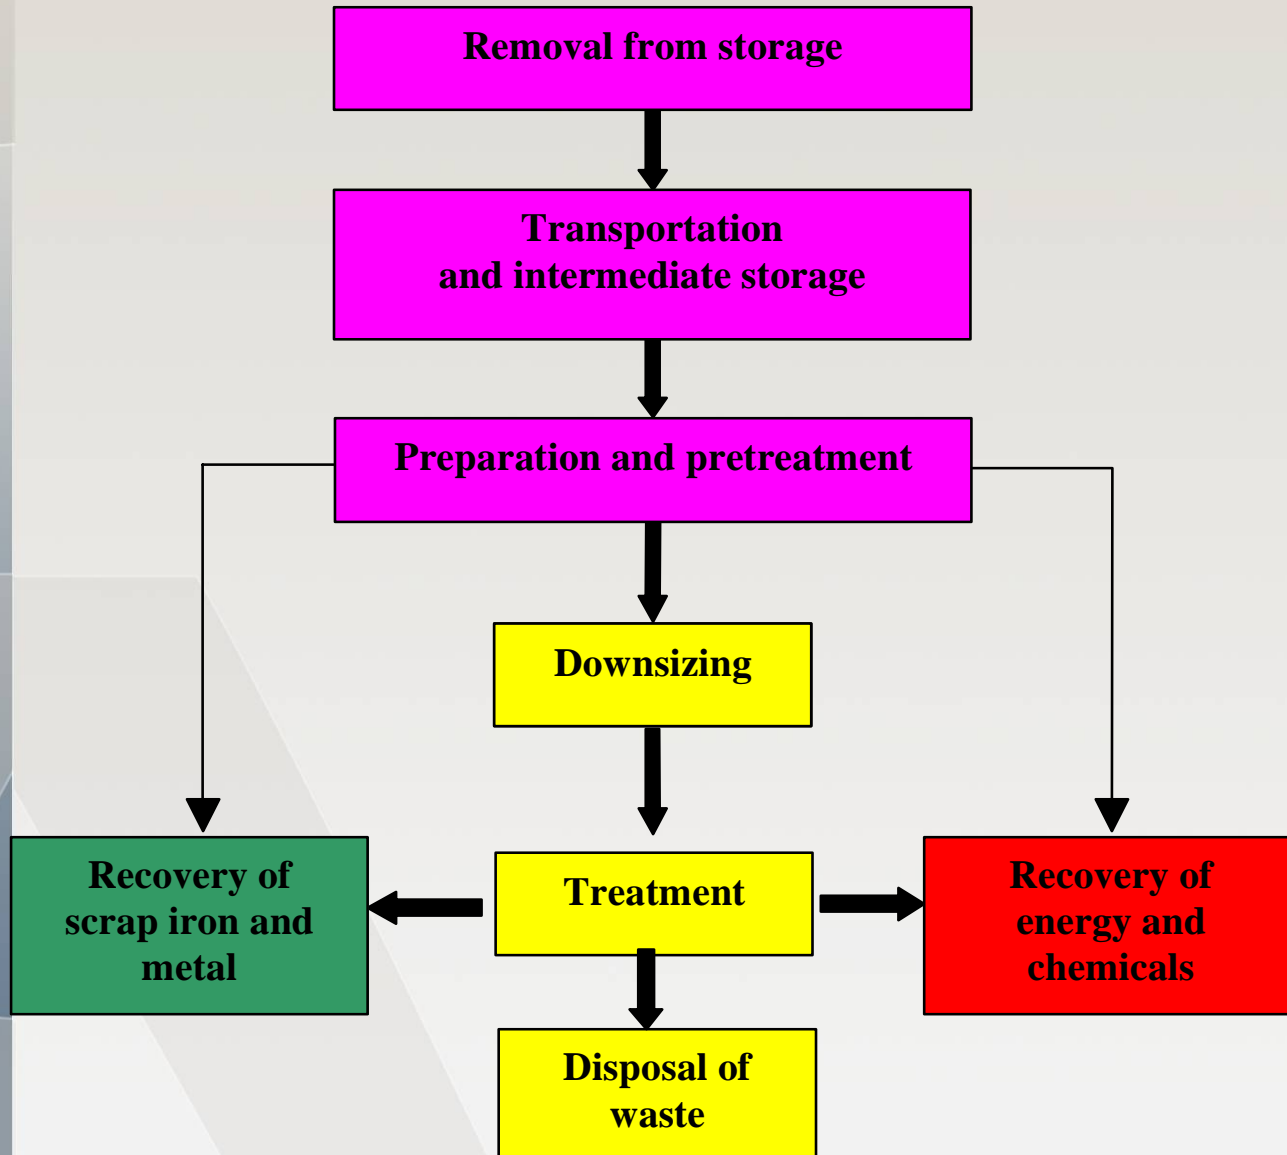 Removal from storage
Transportation
and intermediate storage
Preparation and pretreatment
Downsizing
Recovery of
scrap iron and
metal
Treatment
Recovery of
energy and
chemicals
Disposal of
waste